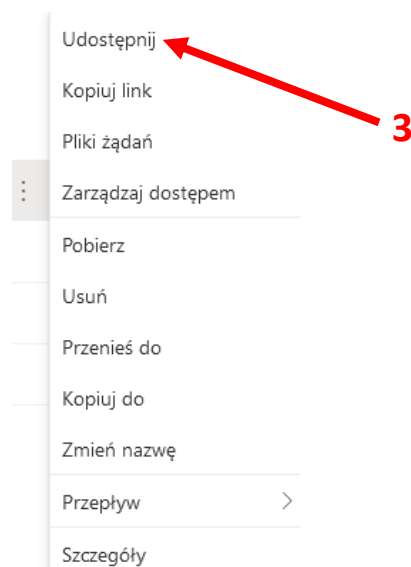 Udostępnij
Kopiuj link
3
Pliki żądań
Zarządzaj dostępem
Pobierz
Usuń
Przenieś do
Kopiuj do
Zmień nazwę
Przepływ
Szczegóły